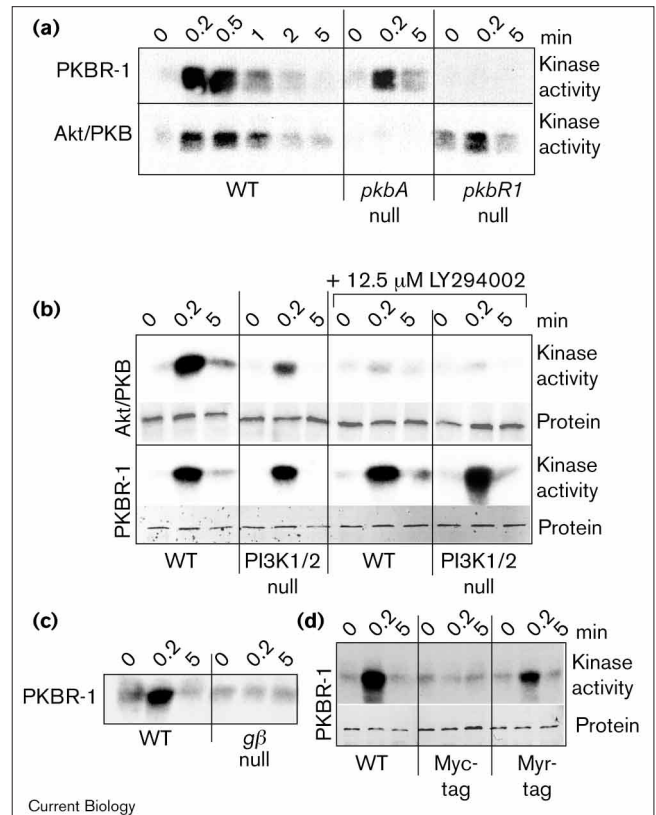 (a)
0 0.2 0.5 1 2 5 0 0.2 5 0 0.2 5 min
PKBR-1 Kinase activity
Akt/PKB Kinase activity
WT pkbA null pkbR1 null
+ 12.5 μM LY294002
(b)
0 0.2 5 0 0.2 5 0 0.2 5 0 0.2 5 min
Akt/PKB Kinase activity
Protein
PKBR-1 Kinase activity
Protein
WT PI3K1/2 null WT PI3K1/2 null
(c)
0 0.2 5 0 0.2 5
PKBR-1
WT gβ null
(d)
0 0.2 5 0 0.2 5 0 0.2 5 min
PKBR-1 Kinase activity
Protein
WT Myc-tag Myr-tag
Current Biology